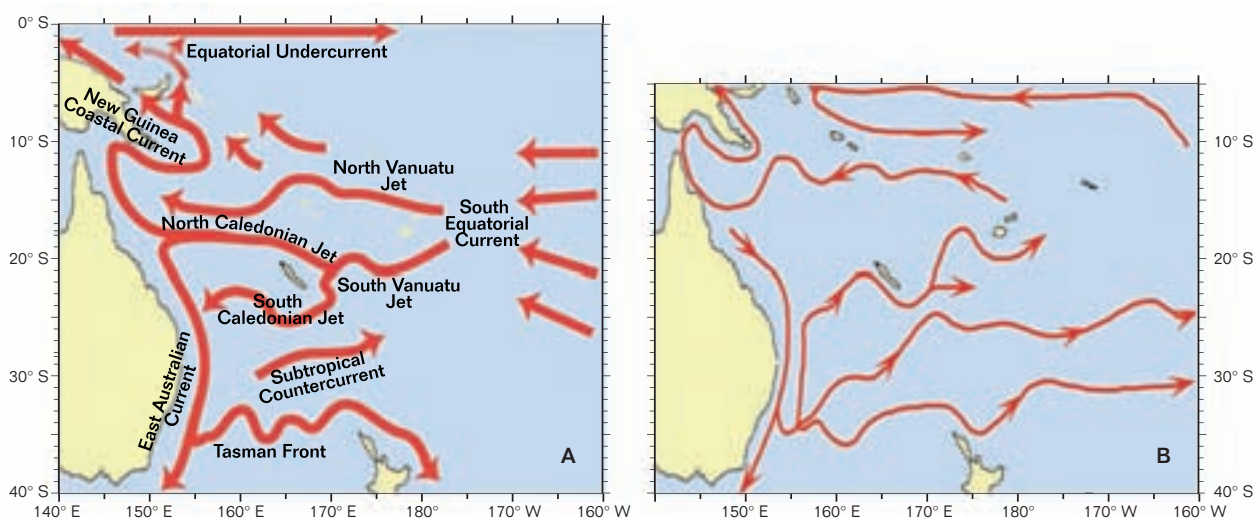 0° S
10° S
20° S
30° S
40° S
140° E
150° E
160° E
170° E
180°
170° W
160° W
Equatorial Undercurrent
New Guinea
Coastal Current
North Vanuatu
Jet
South
Equatorial
Current
North Caledonian Jet
South Vanuatu
Jet
South
Caledonian Jet
Subtropical
Countercurrent
East Australian
Current
Tasman Front
A
B
10° S
20° S
30° S
40° S
150° E
160° E
170° E
180°
170° W
160° W